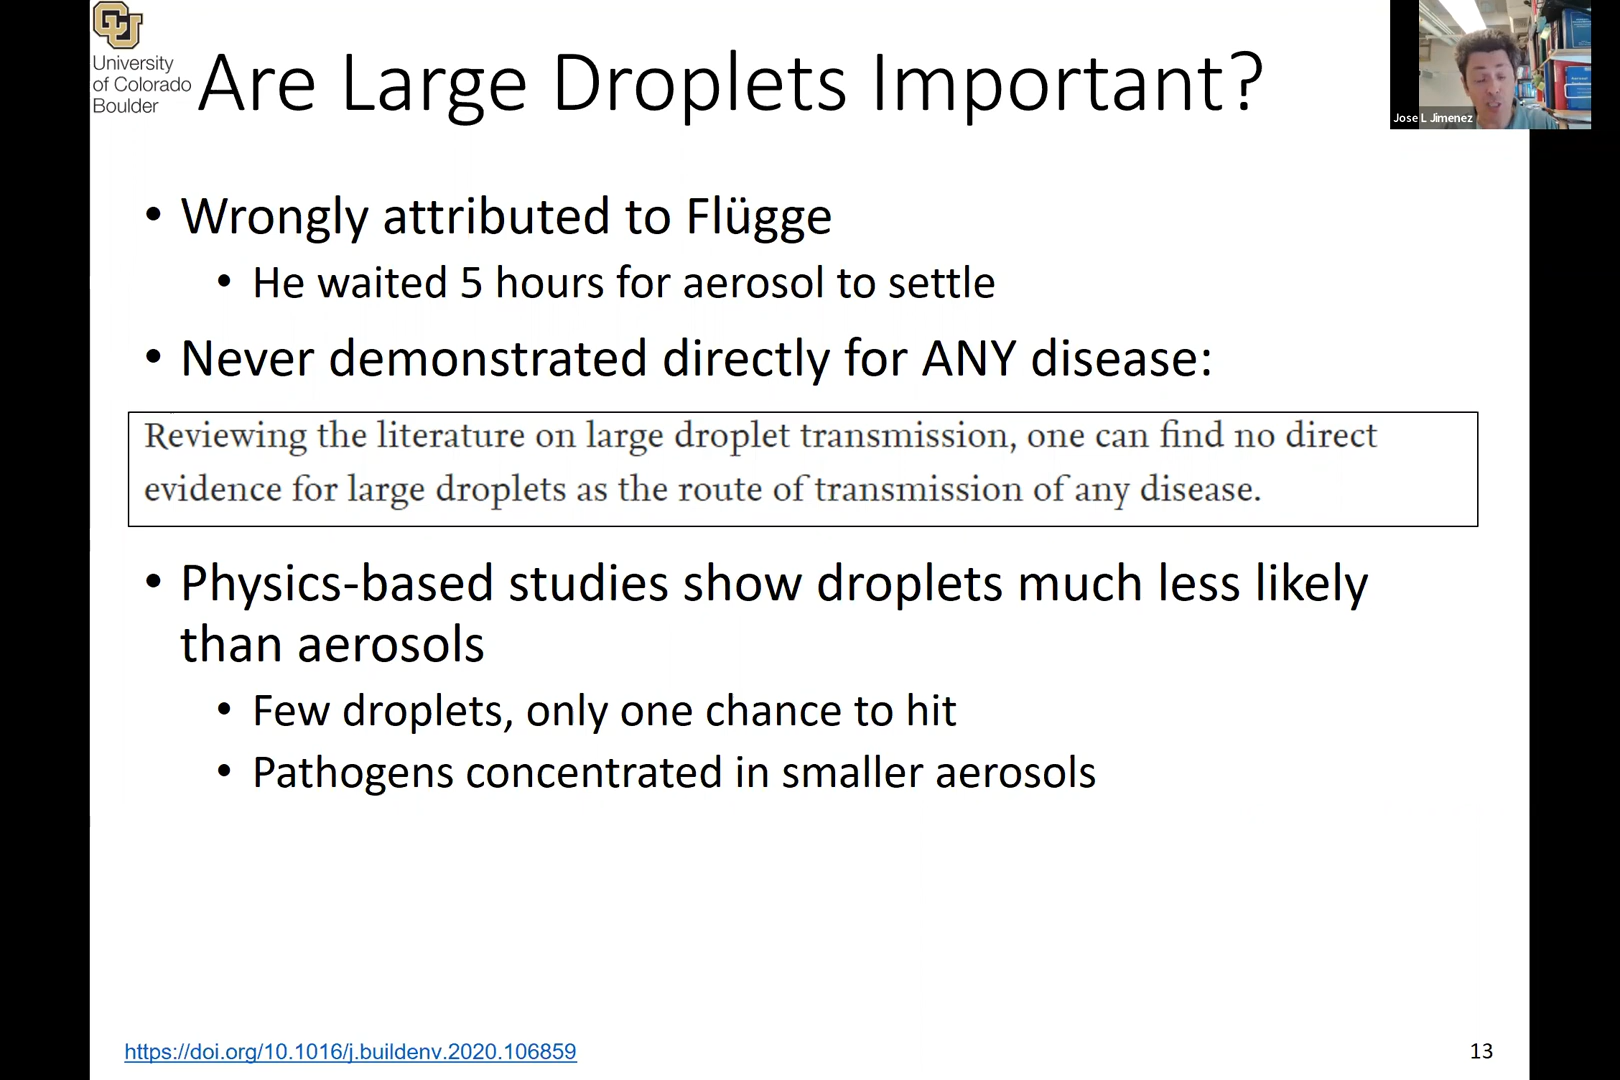 University
of Colorado
Boulder
Are Large Droplets Important?
Jose L Jimenez
• Wrongly attributed to Flügge
• He waited 5 hours for aerosol to settle
• Never demonstrated directly for ANY disease:
Reviewing the literature on large droplet transmission, one can find no direct
evidence for large droplets as the route of transmission of any disease.
• Physics-based studies show droplets much less likely
than aerosols
• Few droplets, only one chance to hit
• Pathogens concentrated in smaller aerosols
https://doi.org/10.1016/j.buildenv.2020.106859
13